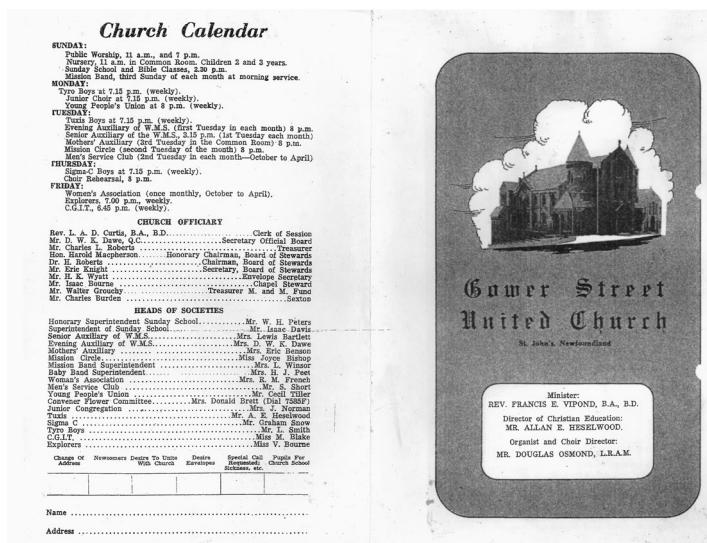 Church Calendar
SUNDAY:
Public Worship, 11 a.m., and 7 p.m.
Nursery, 11 a.m. in Common Room. Children 2 and 3 years.
Sunday School and Bible Classes, 2.30 p.m.
Mission Band, third Sunday of each month at morning service.
MONDAY:
Tyro Boys at 7.15 p.m. (weekly).
Junior Choir at 7.15 p.m. (weekly).
Young People's Union at 8 p.m. (weekly).
TUESDAY:
Tuxis Boys at 7.15 p.m. (weekly).
Evening Auxiliary of W.M.S. (first Tuesday in each month) 8 p.m.
Senior Auxiliary of the W.M.S., 3.15 p.m. (1st Tuesday each month)
Mothers' Auxiliary (3rd Tuesday in the Common Room) 8 p.m.
Mission Circle (second Tuesday of the month) 8 p.m.
Men's Service Club (2nd Tuesday in each month—October to April)
THURSDAY:
Sigma-C Boys at 7.15 p.m. (weekly).
Choir Rehearsal, 8 p.m.
FRIDAY:
Women's Association (once monthly, October to April).
Explorers, 7.00 p.m., weekly.
C.G.I.T., 6.45 p.m. (weekly).
CHURCH OFFICIARY
Rev. L. A. D. Curtis, B.A., B.D. Clerk of Session
Mr. D. W. K. Dawe, Q.C. Secretary Official Board
Mr. Charles L. Roberts Treasurer
Hon. Harold Macpherson Honorary Chairman, Board of Stewards
Dr. H. Roberts Chairman, Board of Stewards
Mr. Eric Knight Secretary, Board of Stewards
Mr. H. K. Wyatt Envelope Secretary
Mr. Isaac Bourne Chapel Steward
Mr. Walter Grouchy Treasurer M. and M. Fund
Mr. Charles Burden Sexton
HEADS OF SOCIETIES
Honorary Superintendent Sunday School Mr. W. H. Peters
Superintendent of Sunday School Mr. Isaac Davis
Senior Auxiliary of W.M.S. Mrs. Lewis Bartlett
Evening Auxiliary of W.M.S. Mrs. D. W. K. Dawe
Mothers' Auxiliary Mrs. Eric Benson
Mission Circle Miss Joyce Bishop
Mission Band Superintendent Mrs. L. Winsor
Baby Band Superintendent Mrs. H. J. Peet
Woman's Association Mrs. R. M. French
Men's Service Club Mr. S. Short
Young People's Union Mr. Cecil Tiller
Convener Flower Committee Mrs. Donald Brett (Dial 7585F)
Junior Congregation Mrs. J. Norman
Tuxis Mr. A. E. Heselwood
Sigma C Mr. Graham Snow
Tyro Boys Mr. L. Smith
C.G.I.T. Miss M. Blake
Explorers Miss V. Bourne
Change Of Address
Newcomers
Desire To Unite With Church
Desire Envelopes
Special Call Requested; Sickness, etc.
Pupils For Church School
Name
Address
Gower Street
United Church
St. John's, Newfoundland
Minister:
REV. FRANCIS E. VIPOND, B.A., B.D.
Director of Christian Education:
MR. ALLAN E. HESELWOOD.
Organist and Choir Director:
MR. DOUGLAS OSMOND, L.R.A.M.